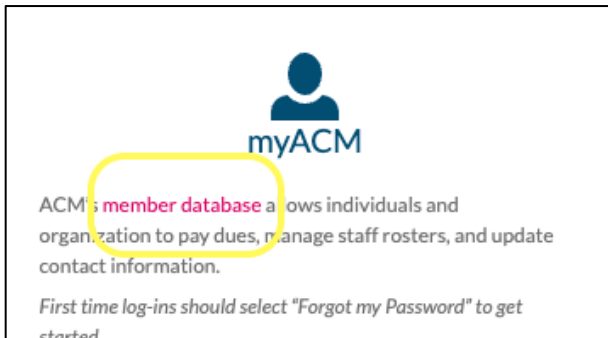 myACM
ACM's member database allows individuals and
organization to pay dues, manage staff rosters, and update
contact information.
First time log-ins should select "Forgot my Password" to get
started